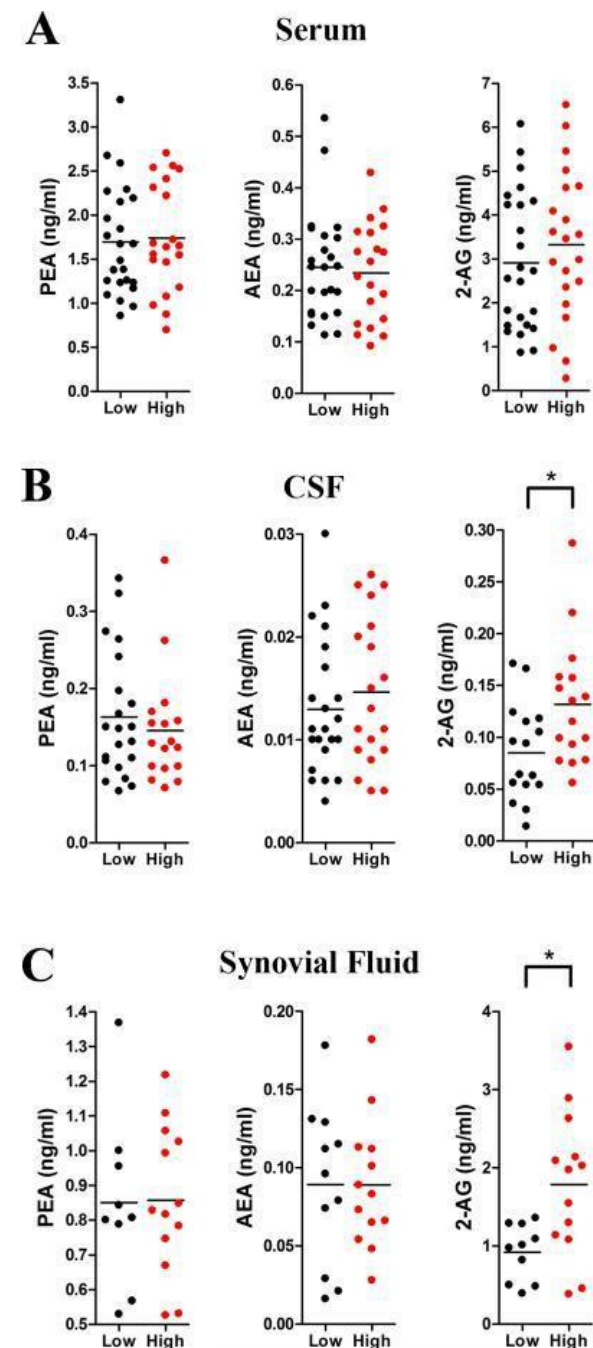 A Serum
PEA (ng/ml)
3.5
3.0
2.5
2.0
1.5
1.0
0.5
0.0
Low High
AEA (ng/ml)
0.6
0.5
0.4
0.3
0.2
0.1
0.0
Low High
2-AG (ng/ml)
7
6
5
4
3
2
1
0
Low High
B CSF
PEA (ng/ml)
0.4
0.3
0.2
0.1
0.0
Low High
AEA (ng/ml)
0.03
0.02
0.01
0.00
Low High
*
2-AG (ng/ml)
0.30
0.25
0.20
0.15
0.10
0.05
0.00
Low High
C Synovial Fluid
PEA (ng/ml)
1.4
1.3
1.2
1.1
1.0
0.9
0.8
0.7
0.6
0.5
Low High
AEA (ng/ml)
0.20
0.15
0.10
0.05
0.00
Low High
*
2-AG (ng/ml)
4
3
2
1
0
Low High